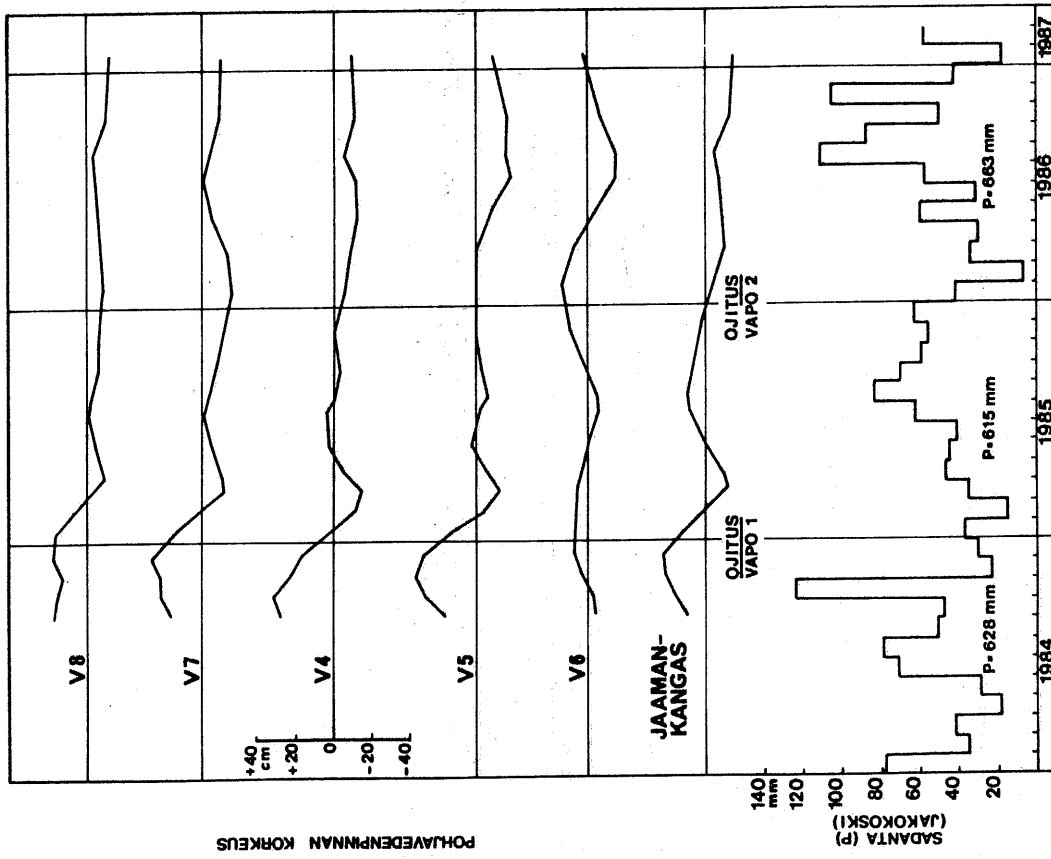 POHJAVEDENPINNAN KORKEUS
V8
V7
+40
cm
+20
0
-20
-40
V4
V5
V6
JAAMAN-
KANGAS
OJITUS
VAPO 1
OJITUS
VAPO 2
SADANTA (P)
(JAKOKOSKI)
140
mm
120
100
80
60
40
20
P=628 mm
P=615 mm
P=663 mm
1984
1985
1986
1987